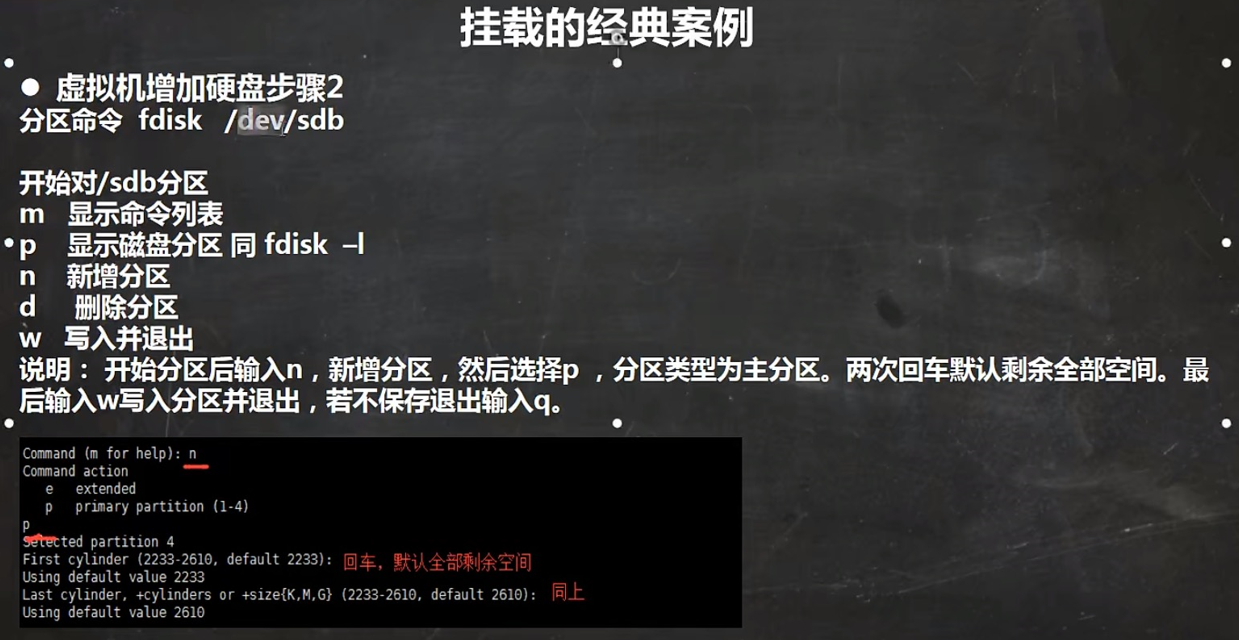 挂载的经典案例
● 虚拟机增加硬盘步骤2
分区命令 fdisk /dev/sdb
开始对/sdb分区
m 显示命令列表
p 显示磁盘分区 同 fdisk –l
n 新增分区
d 删除分区
w 写入并退出
说明： 开始分区后输入n，新增分区，然后选择p ，分区类型为主分区。两次回车默认剩余全部空间。最
后输入w写入分区并退出，若不保存退出输入q。
Command (m for help): n
Command action
e extended
p primary partition (1-4)
p
Selected partition 4
First cylinder (2233-2610, default 2233): 回车，默认全部剩余空间
Using default value 2233
Last cylinder, +cylinders or +size{K,M,G} (2233-2610, default 2610): 同上
Using default value 2610